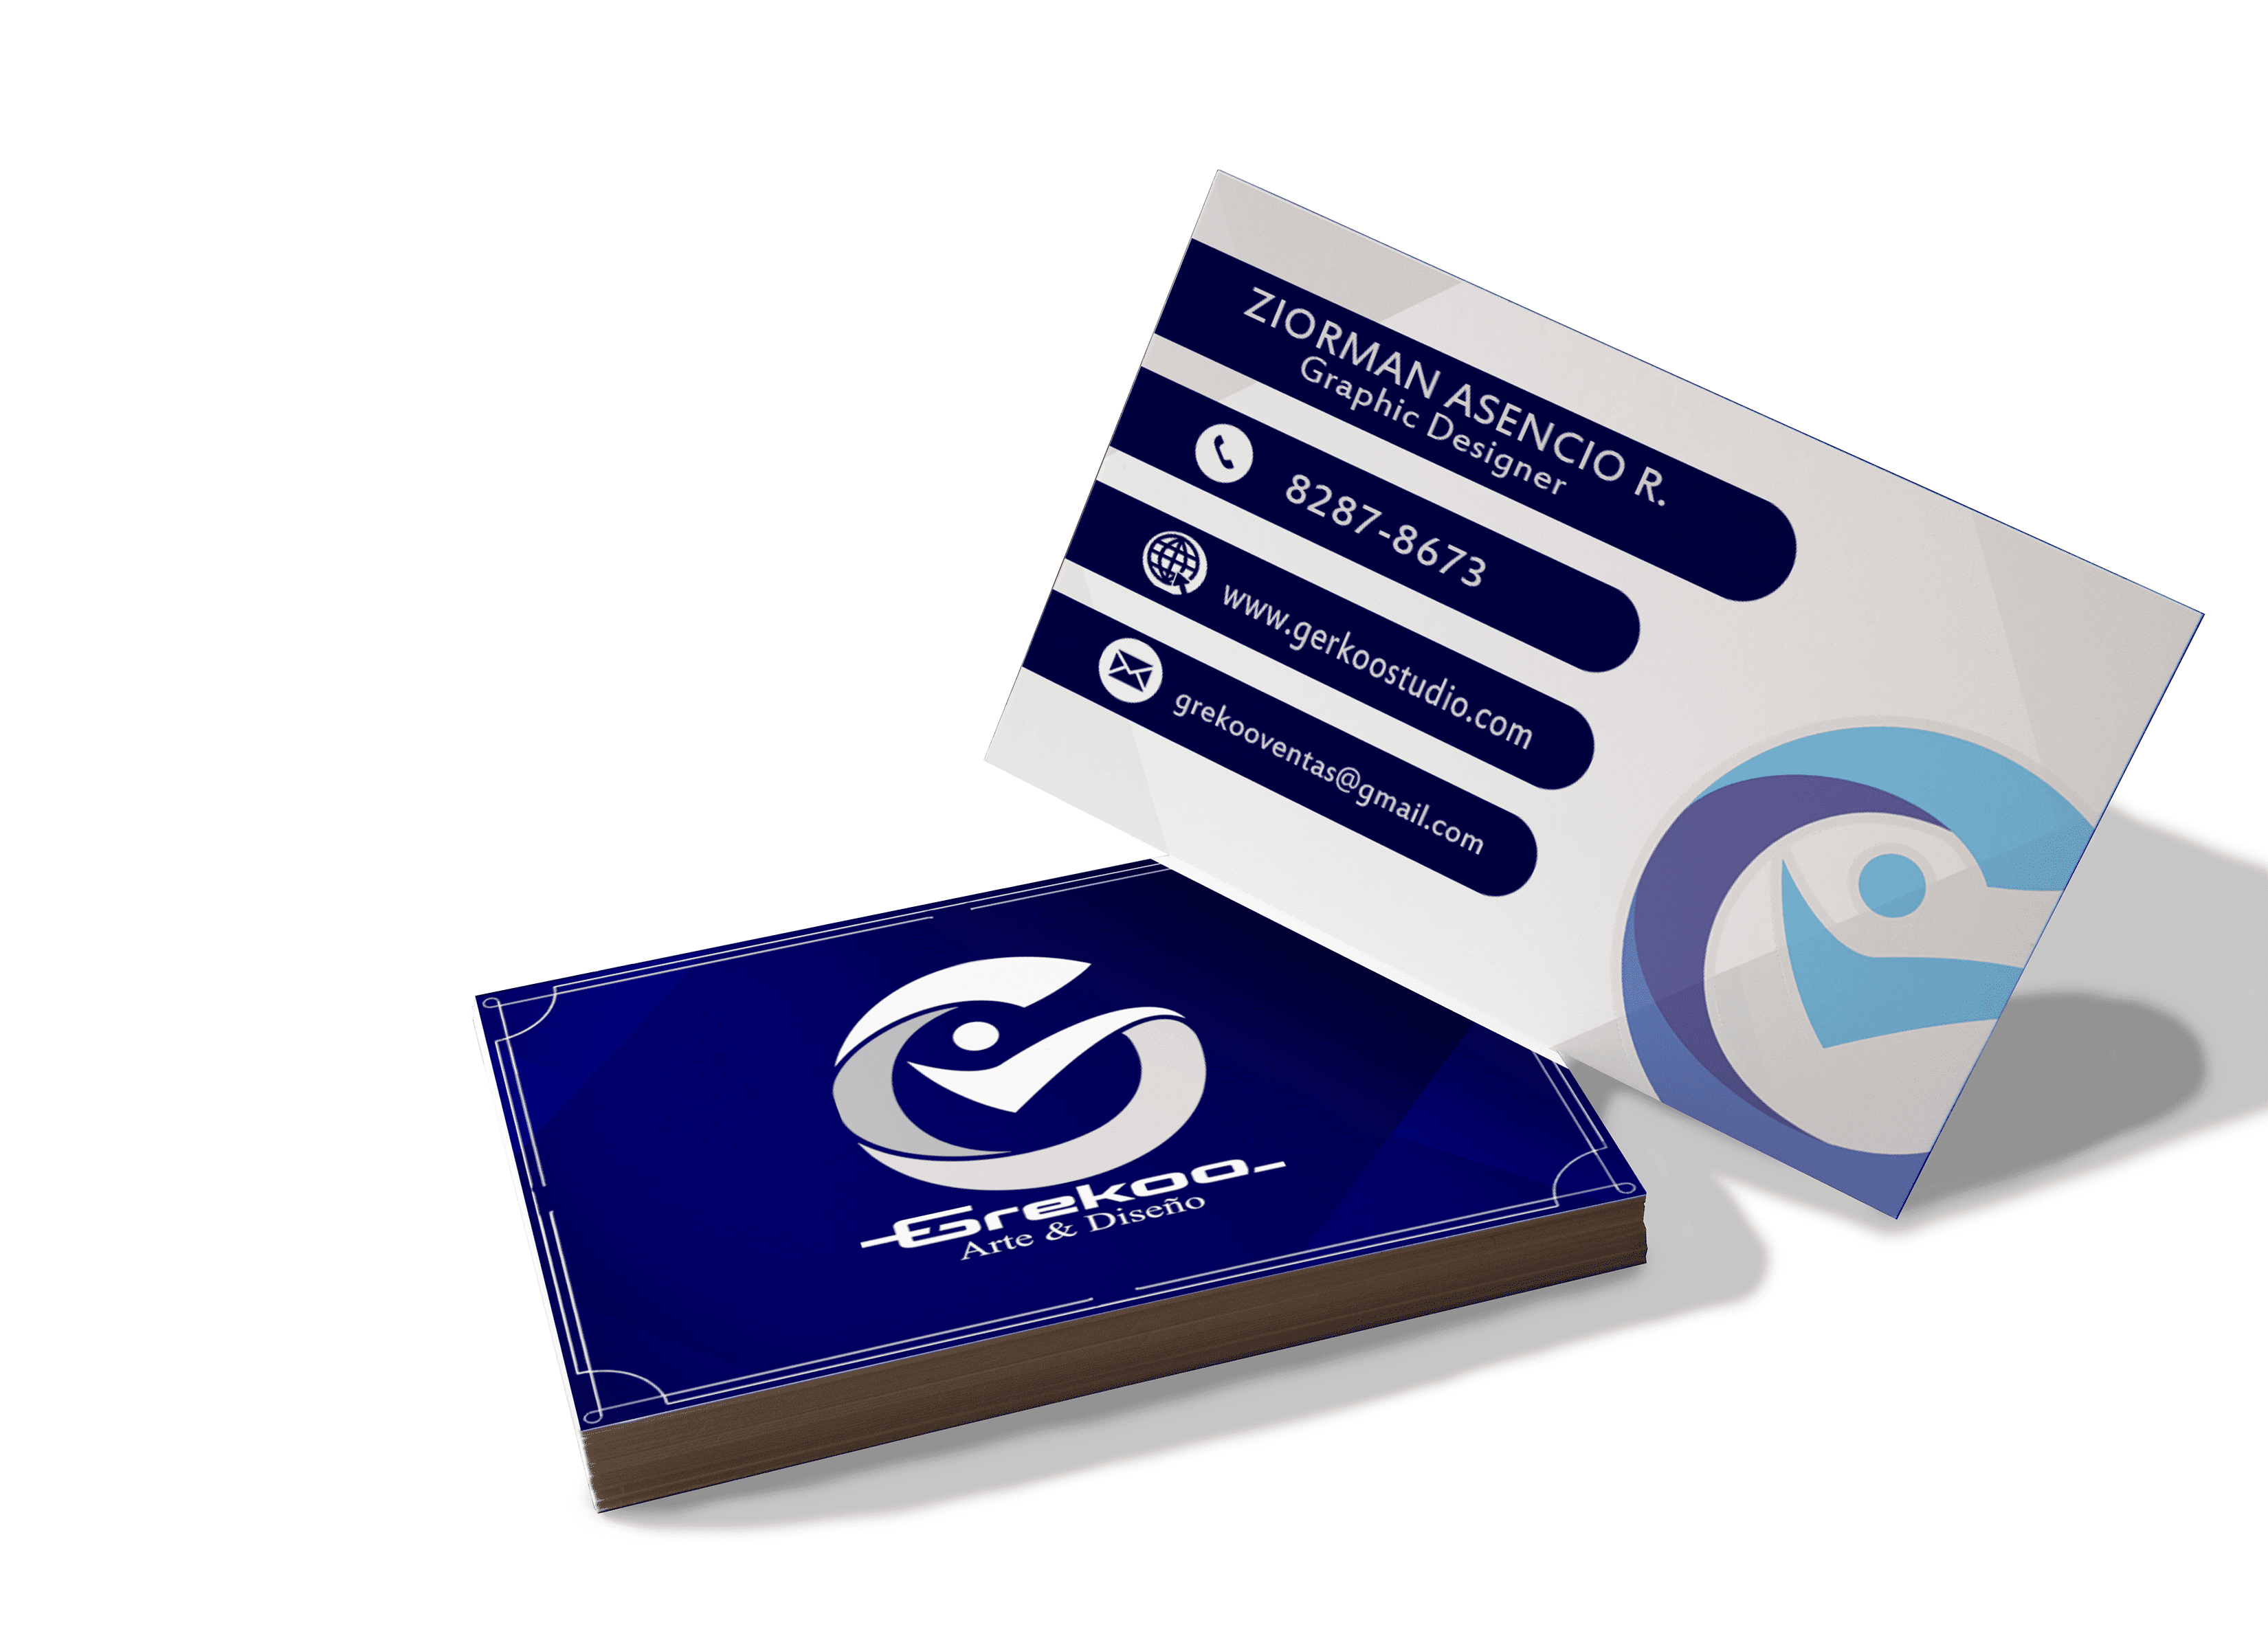 ZIORMAN ASENCIO R.
Graphic Designer
8287-8673
www.gerkoostudio.com
grekooventas@gmail.com
Grekoo
Arte & Diseño